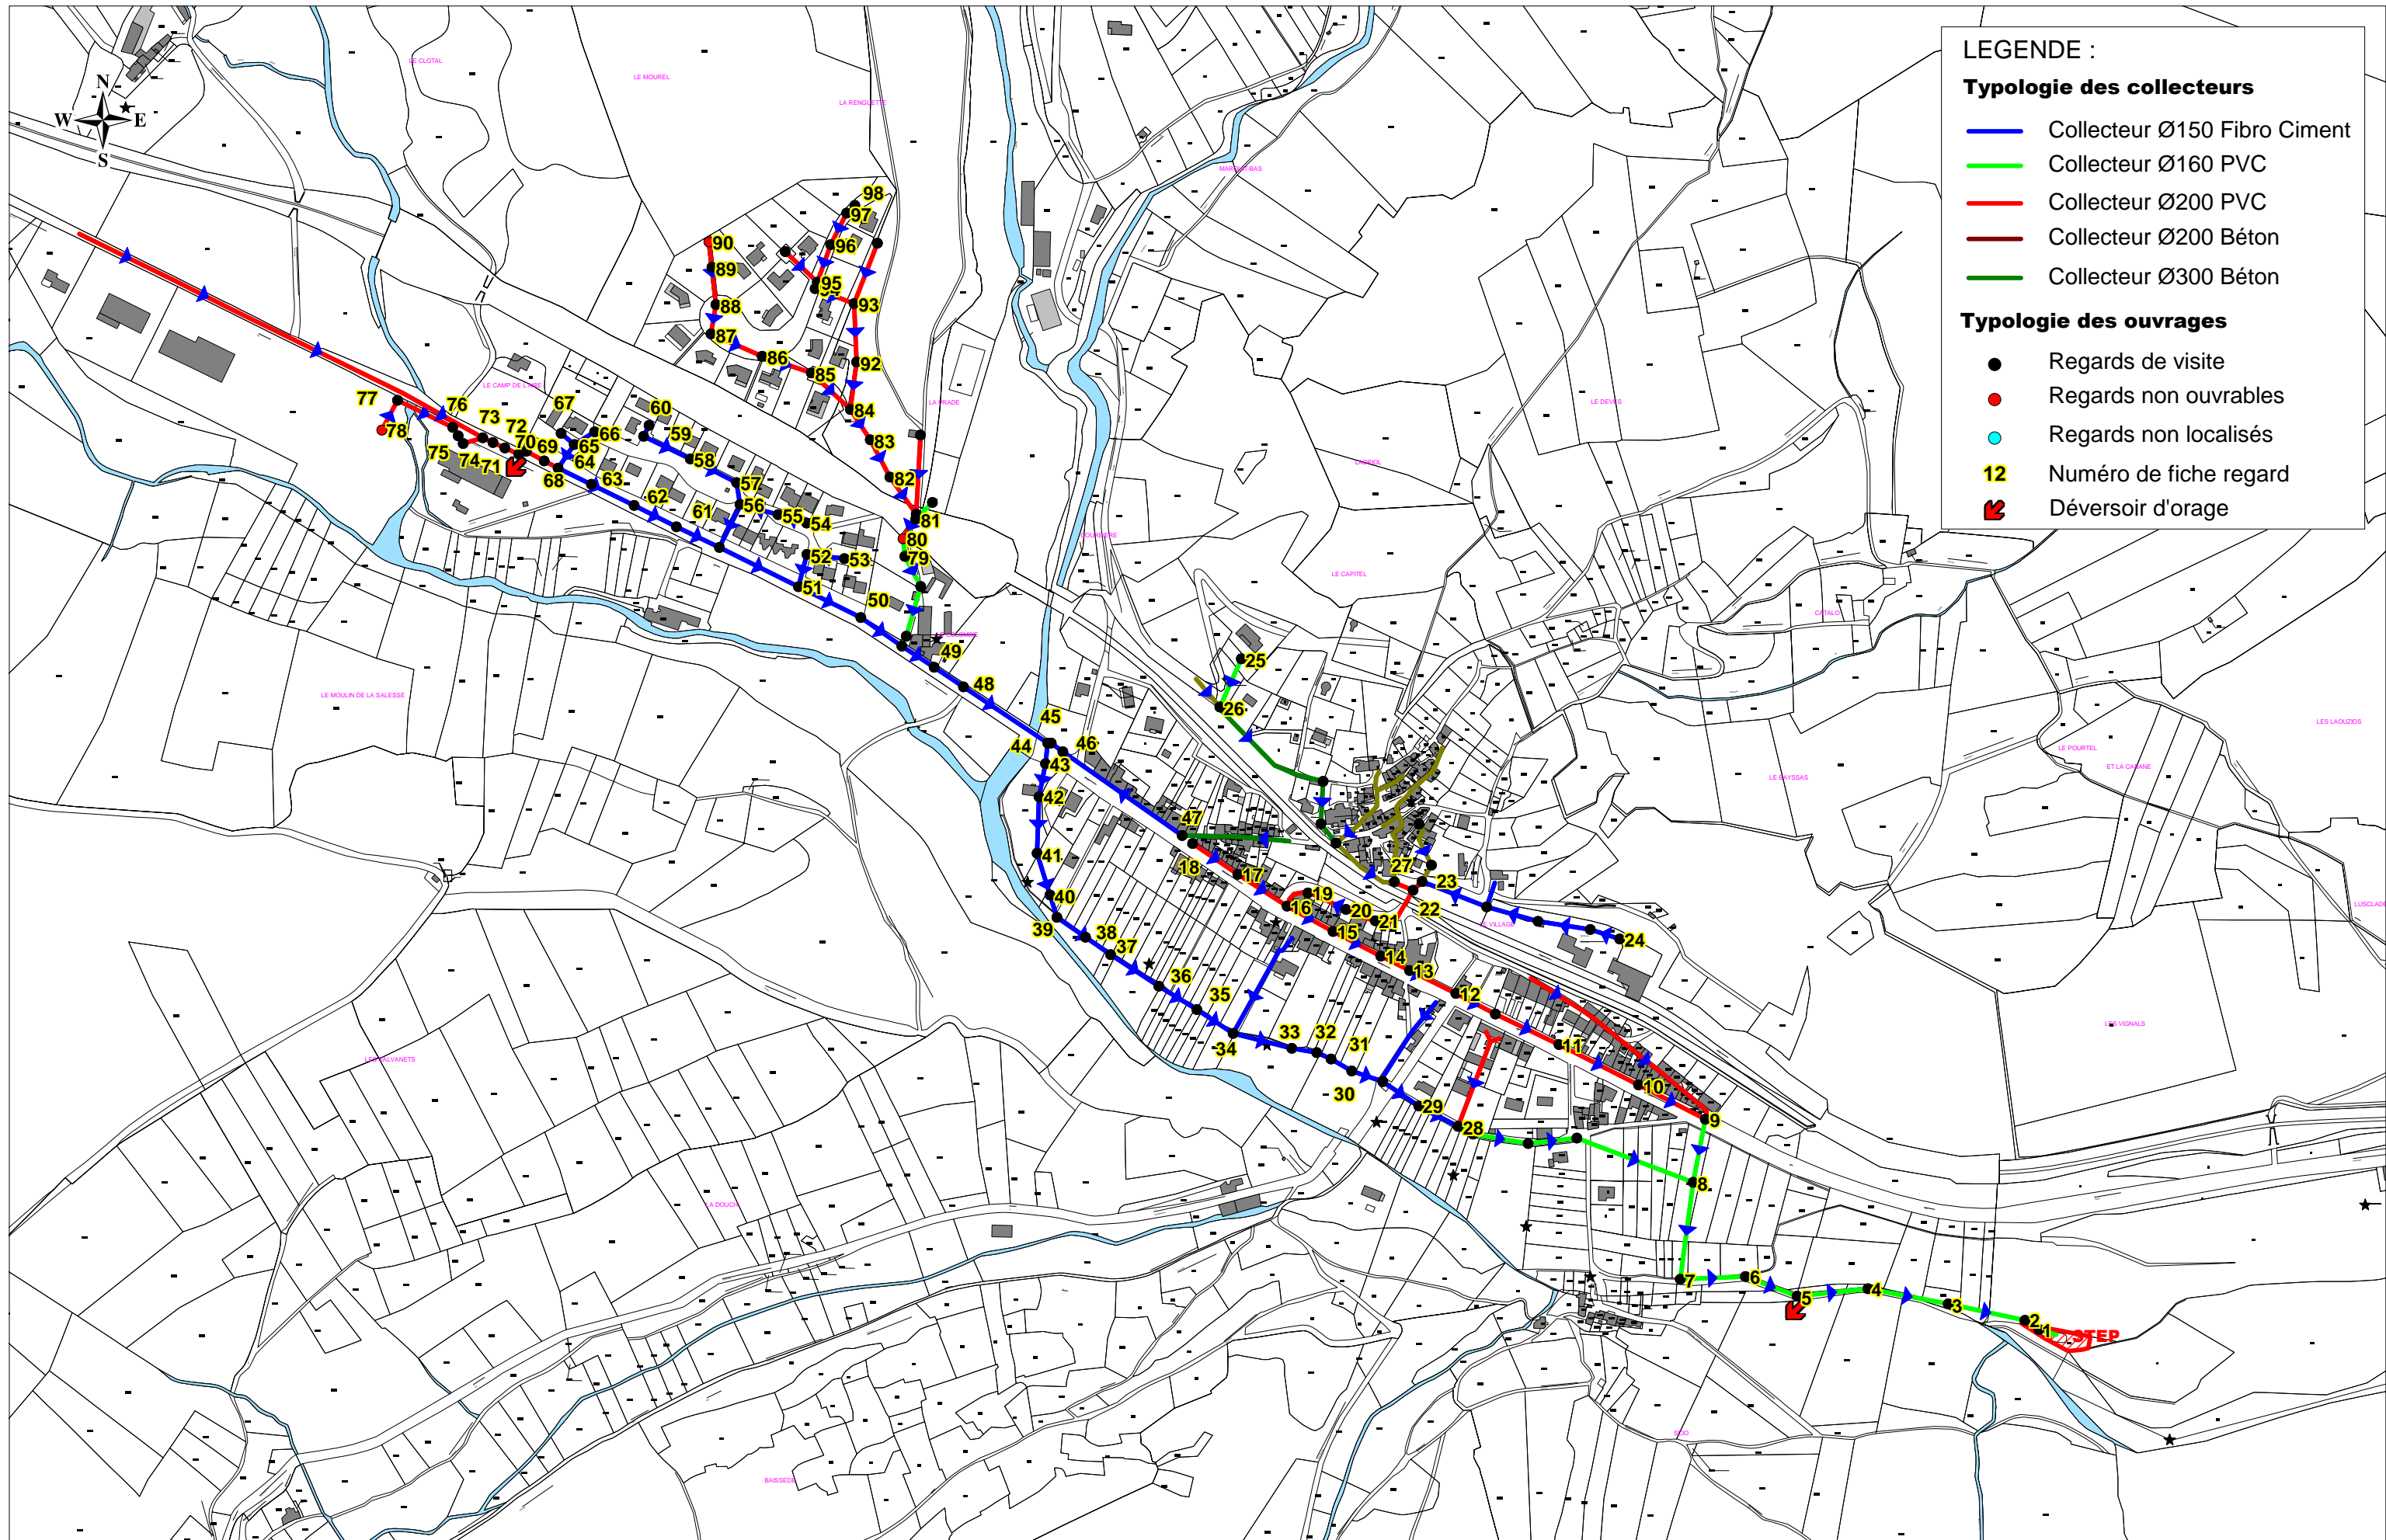 LEGENDE :
Typologie des collecteurs
Collecteur Ø150 Fibro Ciment
Collecteur Ø160 PVC
Collecteur Ø200 PVC
Collecteur Ø200 Béton
Collecteur Ø300 Béton
Typologie des ouvrages
Regards de visite
Regards non ouvrables
Regards non localisés
12 Numéro de fiche regard
Déversoir d'orage
N
W E
S
LE CLOTAL
LE MOUREL
LA RENGUETTE
LE CAMP DE L'AIRE
LA PRADE
LE DEVES
LE CAPITEL
CATALO
LE MOULIN DE LA SALESSE
LES LAOUZIOS
LE POURTEL
ET LA CABANE
LE BAYSSAS
LE VILLAGE
LES VIGNALS
LA DOUCH
98
97
96
95
94
93
92
90
89
88
87
86
85
84
83
82
81
80
79
78
77
76
75
74
73
72
71
70
69
68
67
66
65
64
63
62
61
60
59
58
57
56
55
54
53
52
51
50
49
48
47
46
45
44
43
42
41
40
39
38
37
36
35
34
33
32
31
30
29
28
27
26
25
24
23
22
21
20
19
18
17
16
15
14
13
12
11
10
9
8
7
6
5
4
3
2
1
STEP